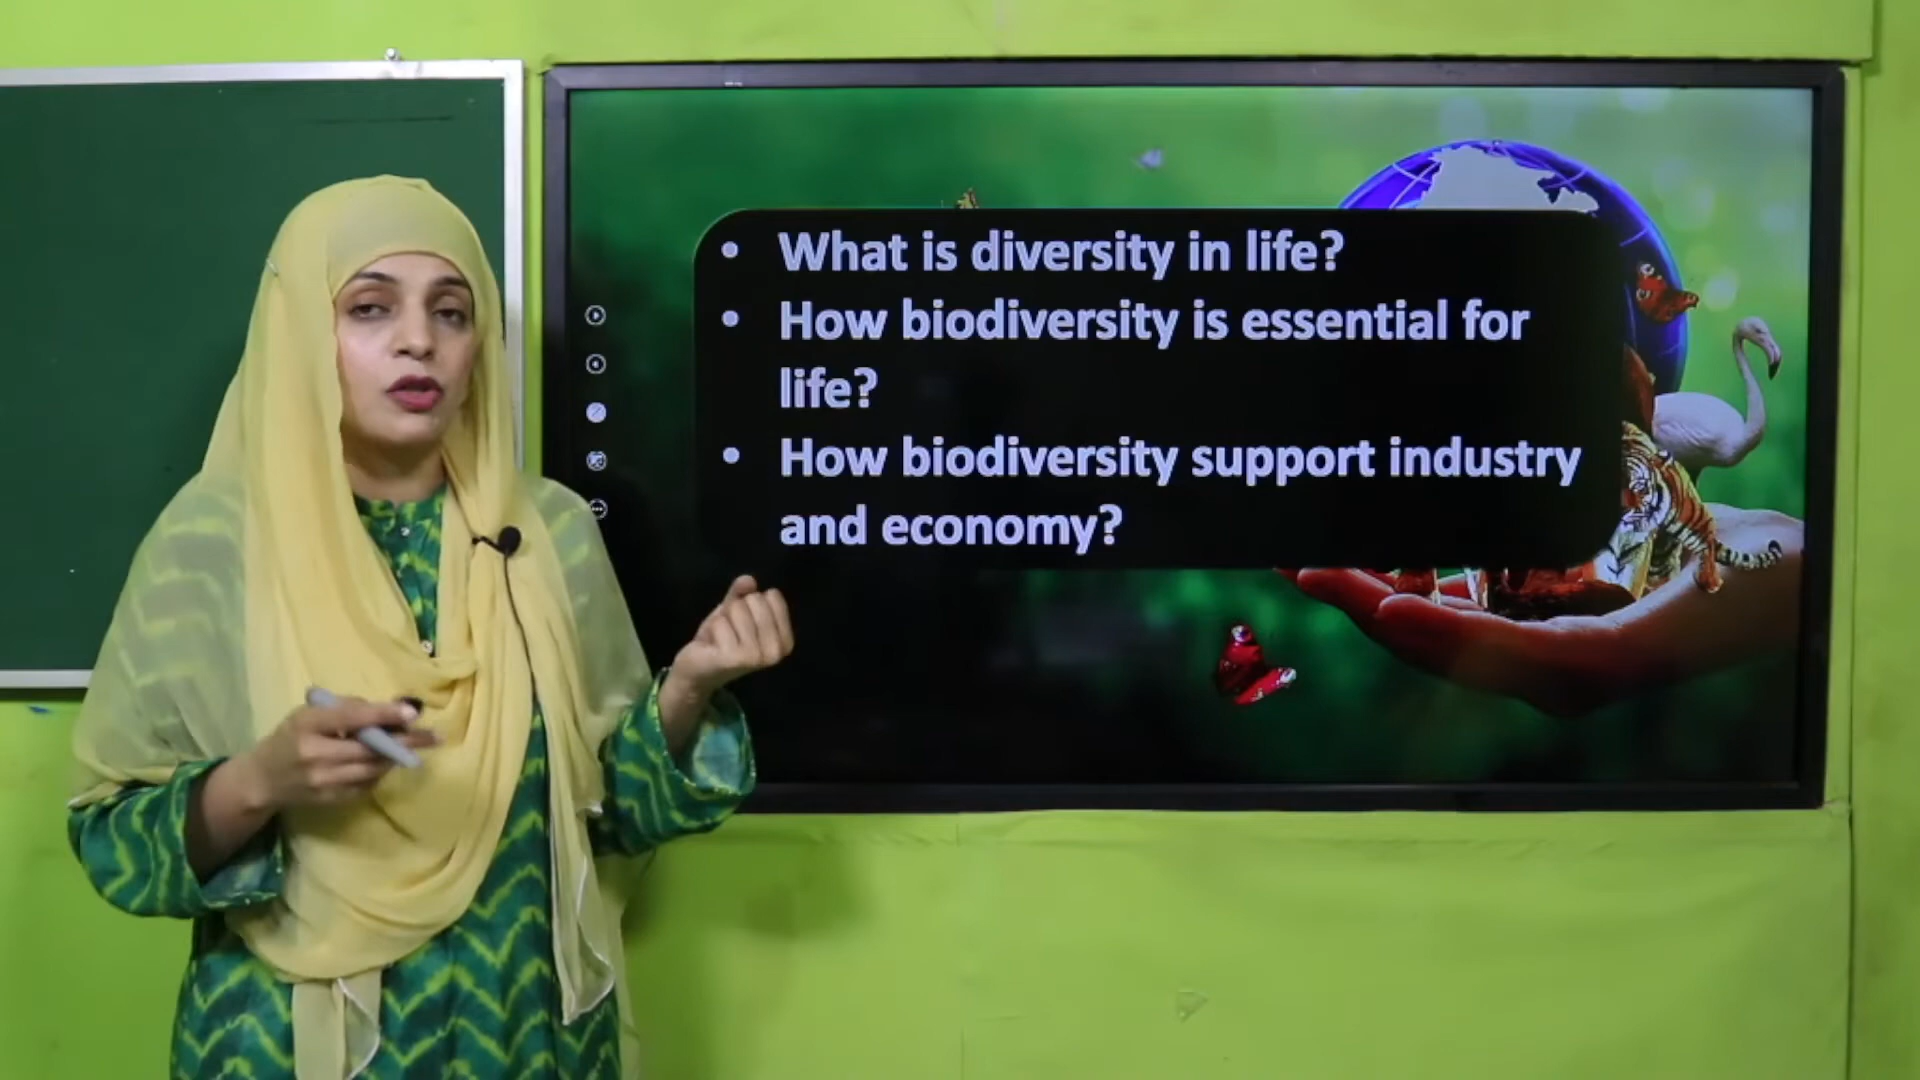 • What is diversity in life?
• How biodiversity is essential for
life?
• How biodiversity support industry
and economy?